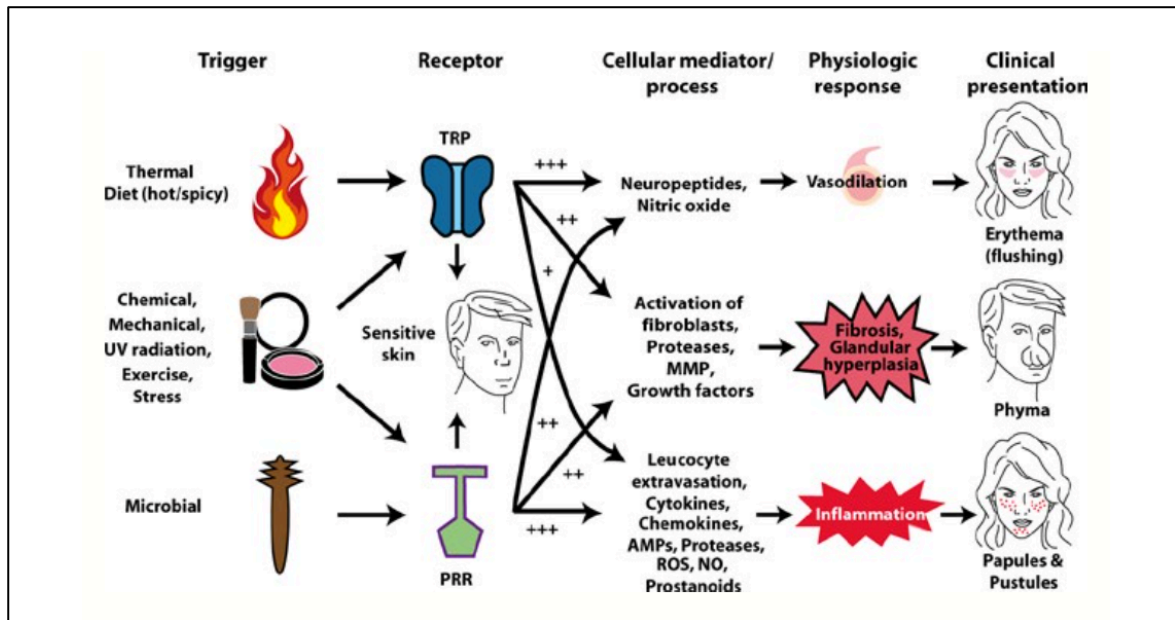 Trigger
Receptor
Cellular mediator/
process
Physiologic
response
Clinical
presentation
Thermal
Diet (hot/spicy)
TRP
+++
++
+
Neuropeptides,
Nitric oxide
Vasodilation
Erythema
(flushing)
Chemical,
Mechanical,
UV radiation,
Exercise,
Stress
Sensitive
skin
Activation of
fibroblasts,
Proteases,
MMP,
Growth factors
Fibrosis,
Glandular
hyperplasia
Phyma
Microbial
PRR
++
++
+++
Leucocyte
extravasation,
Cytokines,
Chemokines,
AMPs, Proteases,
ROS, NO,
Prostanoids
Inflammation
Papules &
Pustules